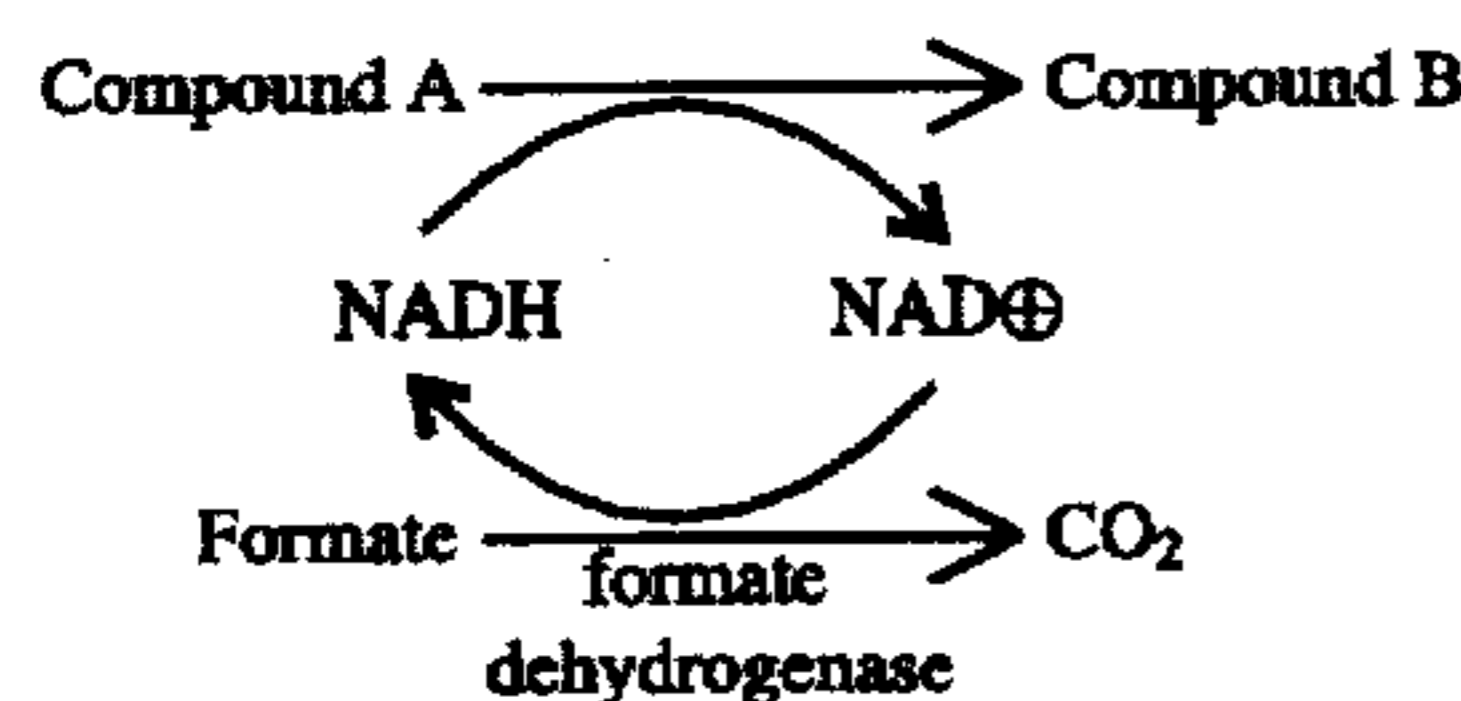 Compound A Compound B
NADH NAD⊕
Formate CO₂
formate
dehydrogenase